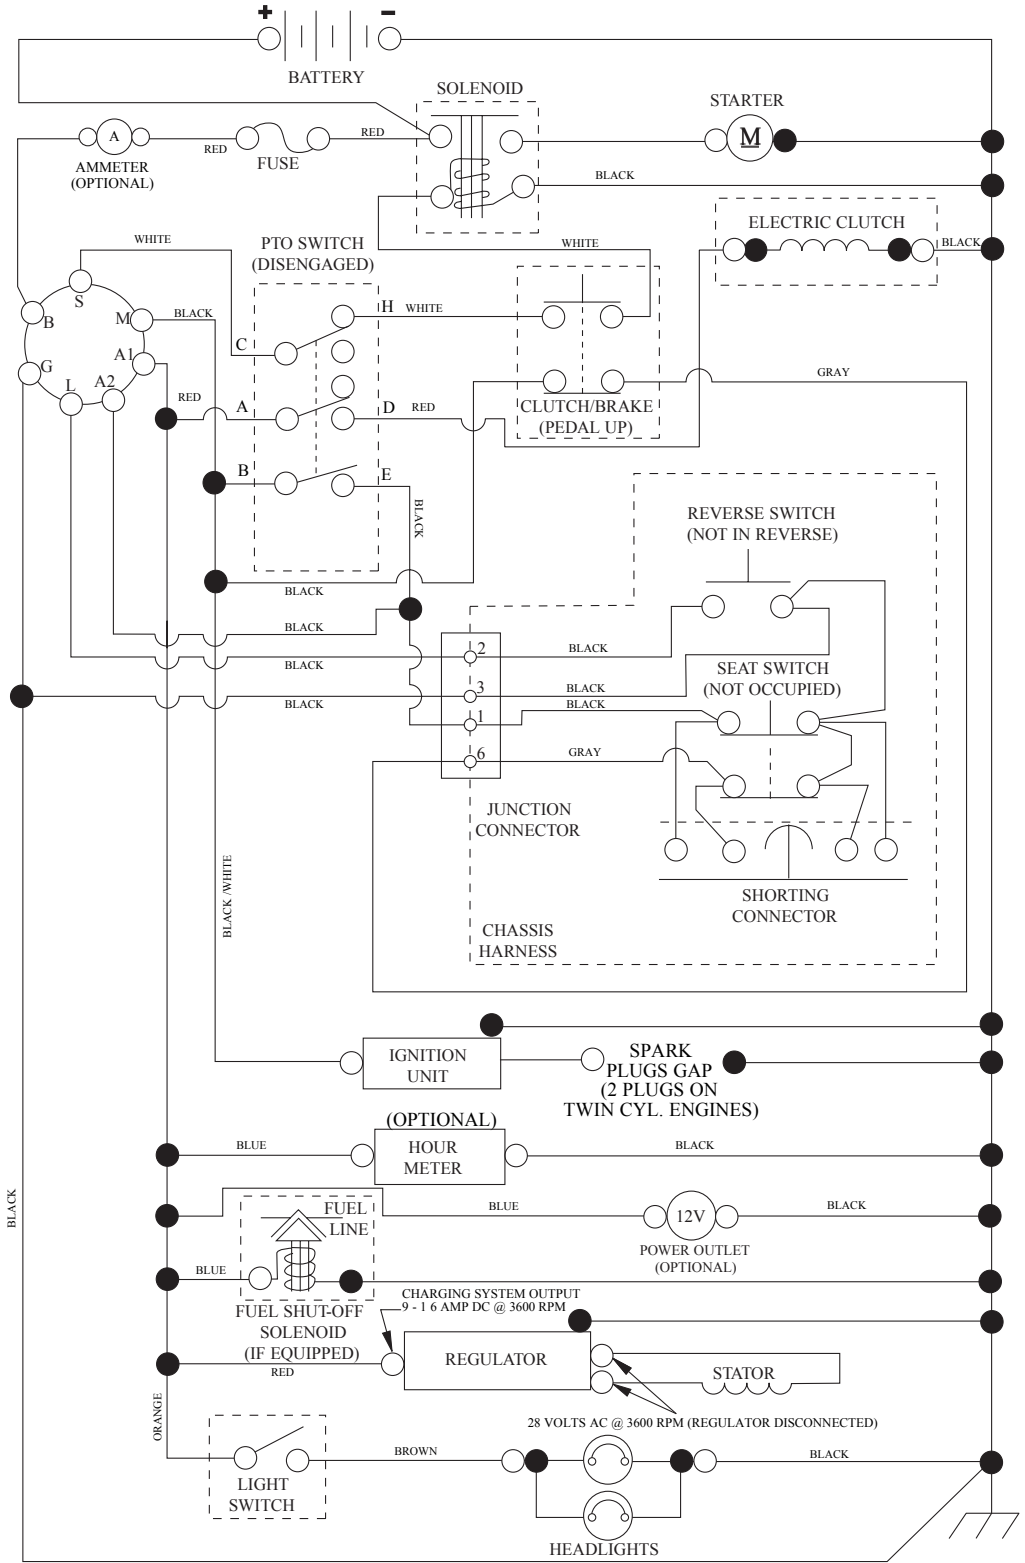 + -
BATTERY
SOLENOID
STARTER
A
M
RED
FUSE
RED
AMMETER
(OPTIONAL)
BLACK
ELECTRIC CLUTCH
BLACK
WHITE
PTO SWITCH
(DISENGAGED)
WHITE
S
B
M
BLACK
H
WHITE
C
G
A1
L
A2
GRAY
RED
A
D
RED
CLUTCH/BRAKE
(PEDAL UP)
B
E
BLACK
REVERSE SWITCH
(NOT IN REVERSE)
BLACK
BLACK
2
BLACK
BLACK
SEAT SWITCH
(NOT OCCUPIED)
3
BLACK
BLACK
BLACK
1
6
GRAY
JUNCTION
CONNECTOR
BLACK /WHITE
SHORTING
CONNECTOR
CHASSIS
HARNESS
IGNITION
UNIT
SPARK
PLUGS GAP
(2 PLUGS ON
TWIN CYL. ENGINES)
(OPTIONAL)
HOUR
METER
BLUE
BLACK
BLACK
FUEL
LINE
BLUE
12V
BLACK
POWER OUTLET
(OPTIONAL)
BLUE
CHARGING SYSTEM OUTPUT
9 - 1 6 AMP DC @ 3600 RPM
FUEL SHUT-OFF
SOLENOID
(IF EQUIPPED)
RED
REGULATOR
STATOR
ORANGE
28 VOLTS AC @ 3600 RPM (REGULATOR DISCONNECTED)
BROWN
BLACK
LIGHT
SWITCH
HEADLIGHTS